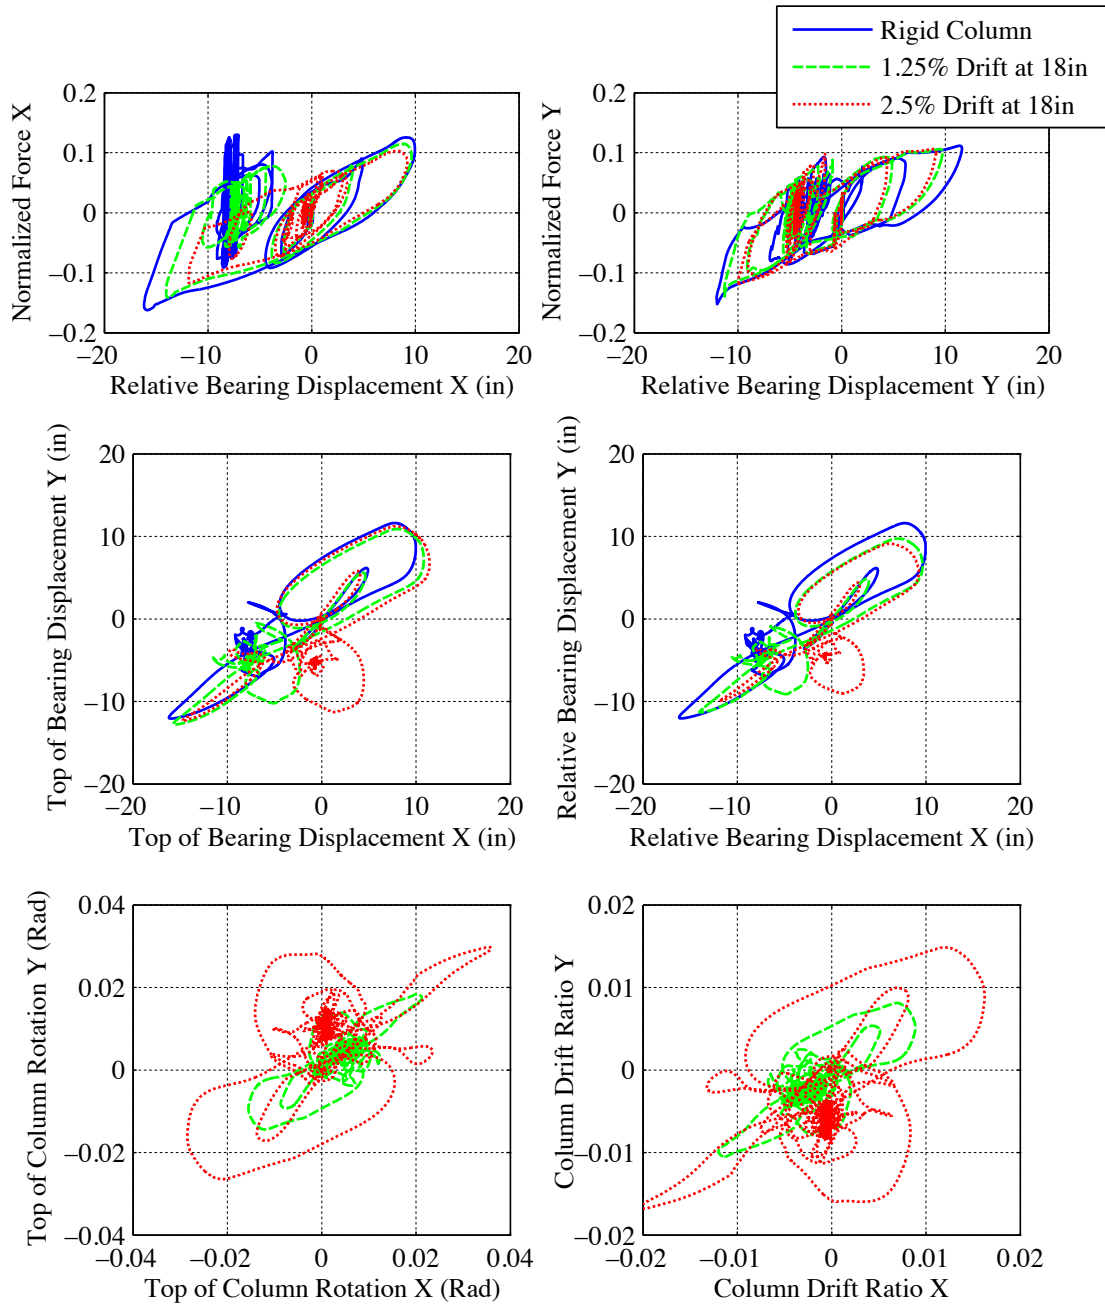 Rigid Column
1.25% Drift at 18in
2.5% Drift at 18in
Normalized Force X
0.2
0.1
0
−0.1
−0.2
−20 −10 0 10 20
Relative Bearing Displacement X (in)
Normalized Force Y
0.2
0.1
0
−0.1
−0.2
−20 −10 0 10 20
Relative Bearing Displacement Y (in)
Top of Bearing Displacement Y (in)
20
10
0
−10
−20
−20 −10 0 10 20
Top of Bearing Displacement X (in)
Relative Bearing Displacement Y (in)
20
10
0
−10
−20
−20 −10 0 10 20
Relative Bearing Displacement X (in)
Top of Column Rotation Y (Rad)
0.04
0.02
0
−0.02
−0.04
−0.04 −0.02 0 0.02 0.04
Top of Column Rotation X (Rad)
Column Drift Ratio Y
0.02
0.01
0
−0.01
−0.02
−0.02 −0.01 0 0.01 0.02
Column Drift Ratio X